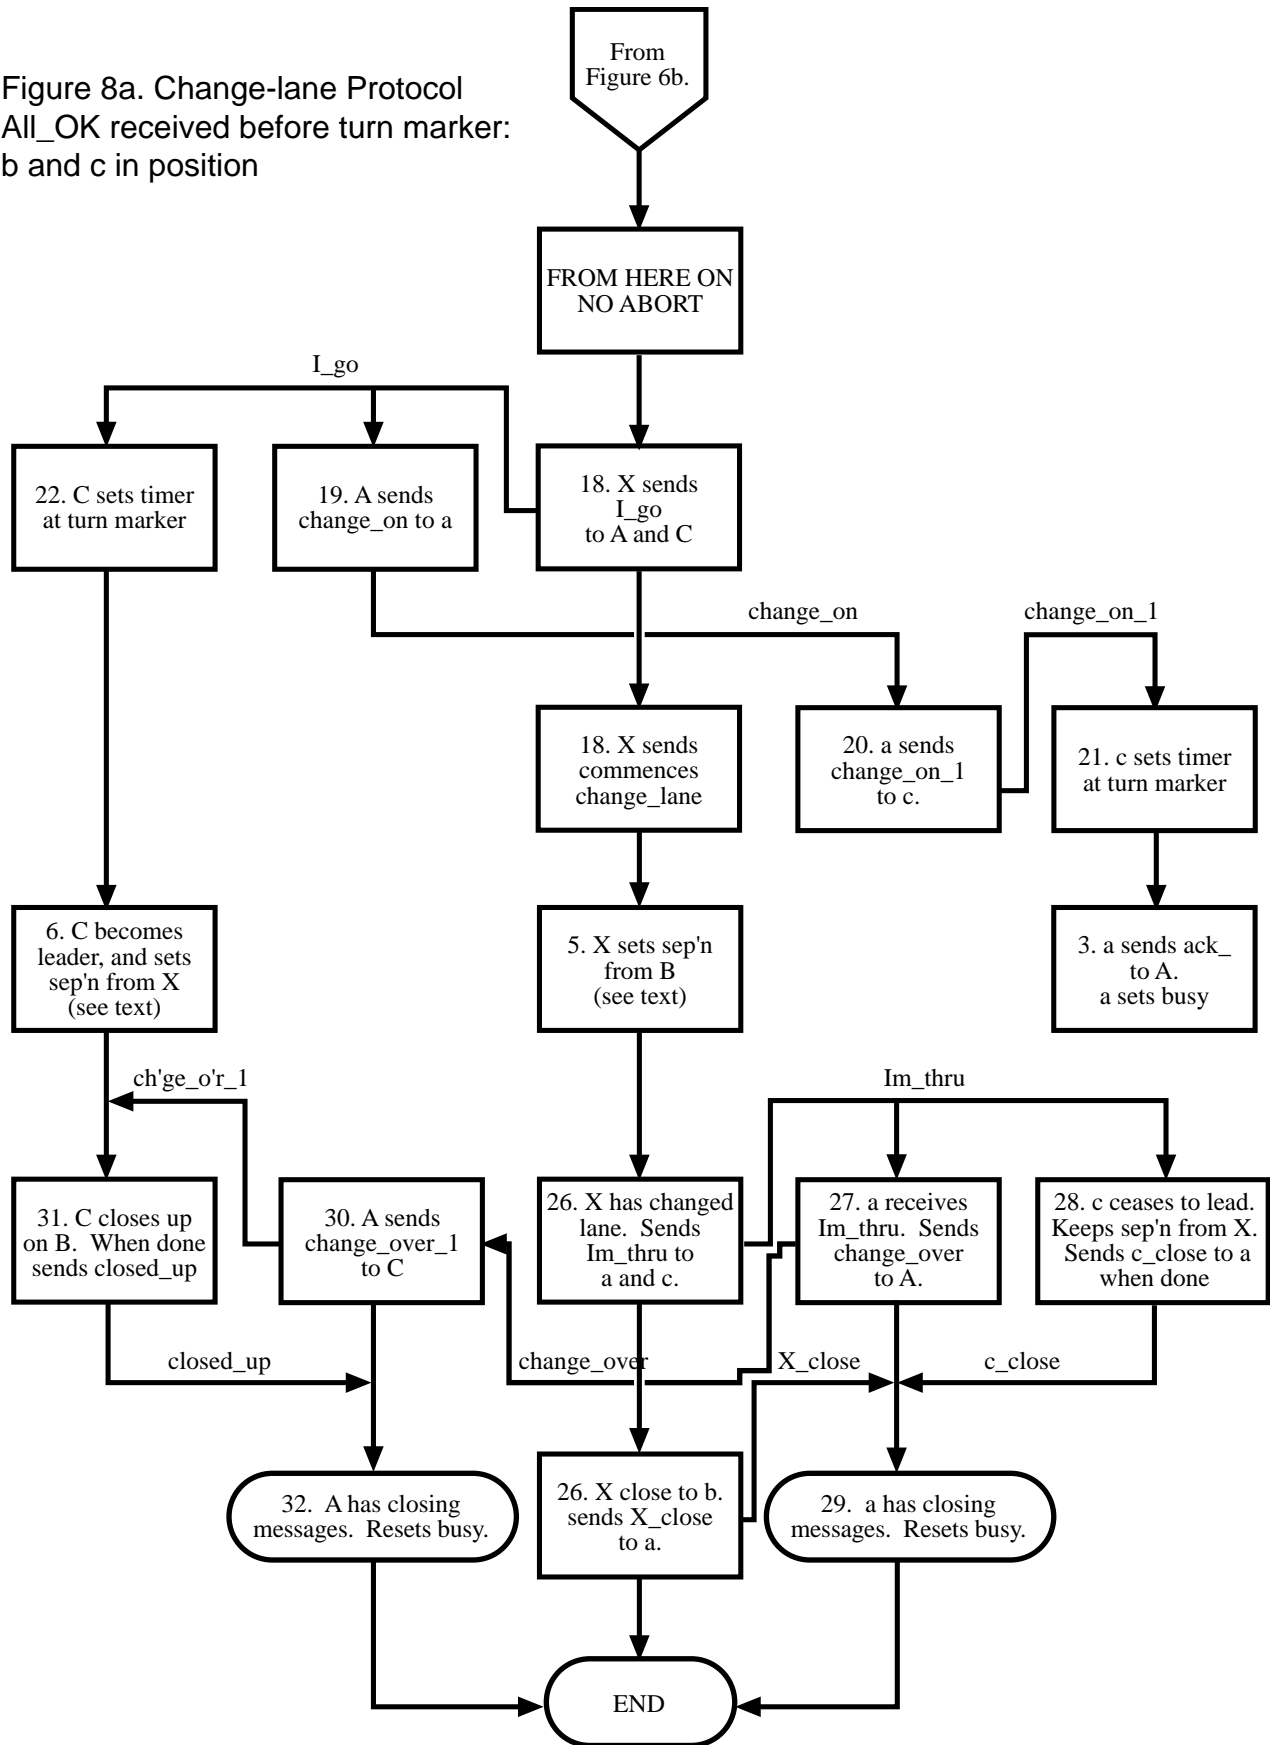 From
Figure 6b.
Figure 8a. Change-lane Protocol
All_OK received before turn marker:
b and c in position
FROM HERE ON
NO ABORT
I_go
22. C sets timer
at turn marker
19. A sends
change_on to a
18. X sends
I_go
to A and C
change_on
change_on_1
18. X sends
commences
change_lane
20. a sends
change_on_1
to c.
21. c sets timer
at turn marker
6. C becomes
leader, and sets
sep'n from X
(see text)
5. X sets sep'n
from B
(see text)
3. a sends ack_
to A.
a sets busy
ch'ge_o'r_1
Im_thru
31. C closes up
on B.  When done
sends closed_up
30. A sends
change_over_1
to C
26. X has changed
lane.  Sends
Im_thru to
a and c.
27. a receives
Im_thru.  Sends
change_over
to A.
28. c ceases to lead.
Keeps sep'n from X.
Sends c_close to a
when done
closed_up
change_over
X_close
c_close
32.  A has closing
messages.  Resets busy.
26. X close to b.
sends X_close
to a.
29.  a has closing
messages.  Resets busy.
END